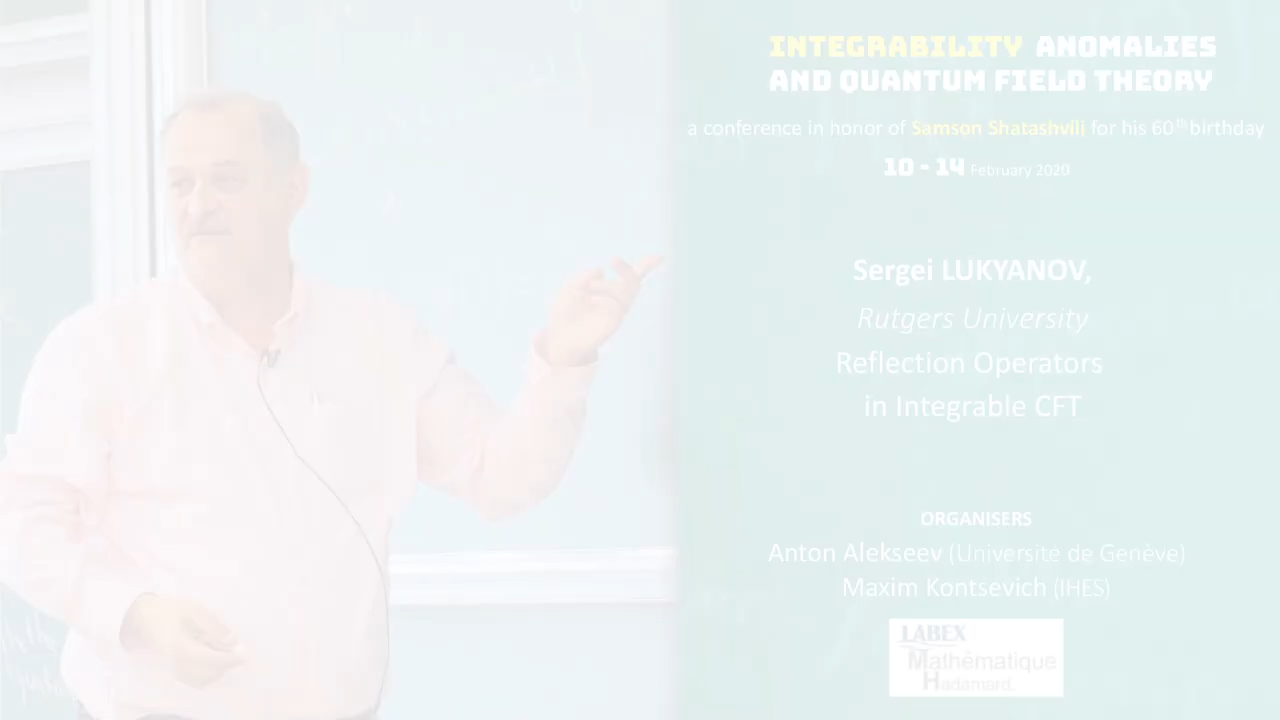 INTEGRABILITY ANOMALIES
AND QUANTUM FIELD THEORY
a conference in honor of Samson Shatashvili for his 60th birthday
10 - 14 February 2020
Sergei LUKYANOV,
Rutgers University
Reflection Operators
in Integrable CFT
ORGANISERS
Anton Alekseev (Université de Genève)
Maxim Kontsevich (IHES)
LABEX
Mathématique
Hadamard